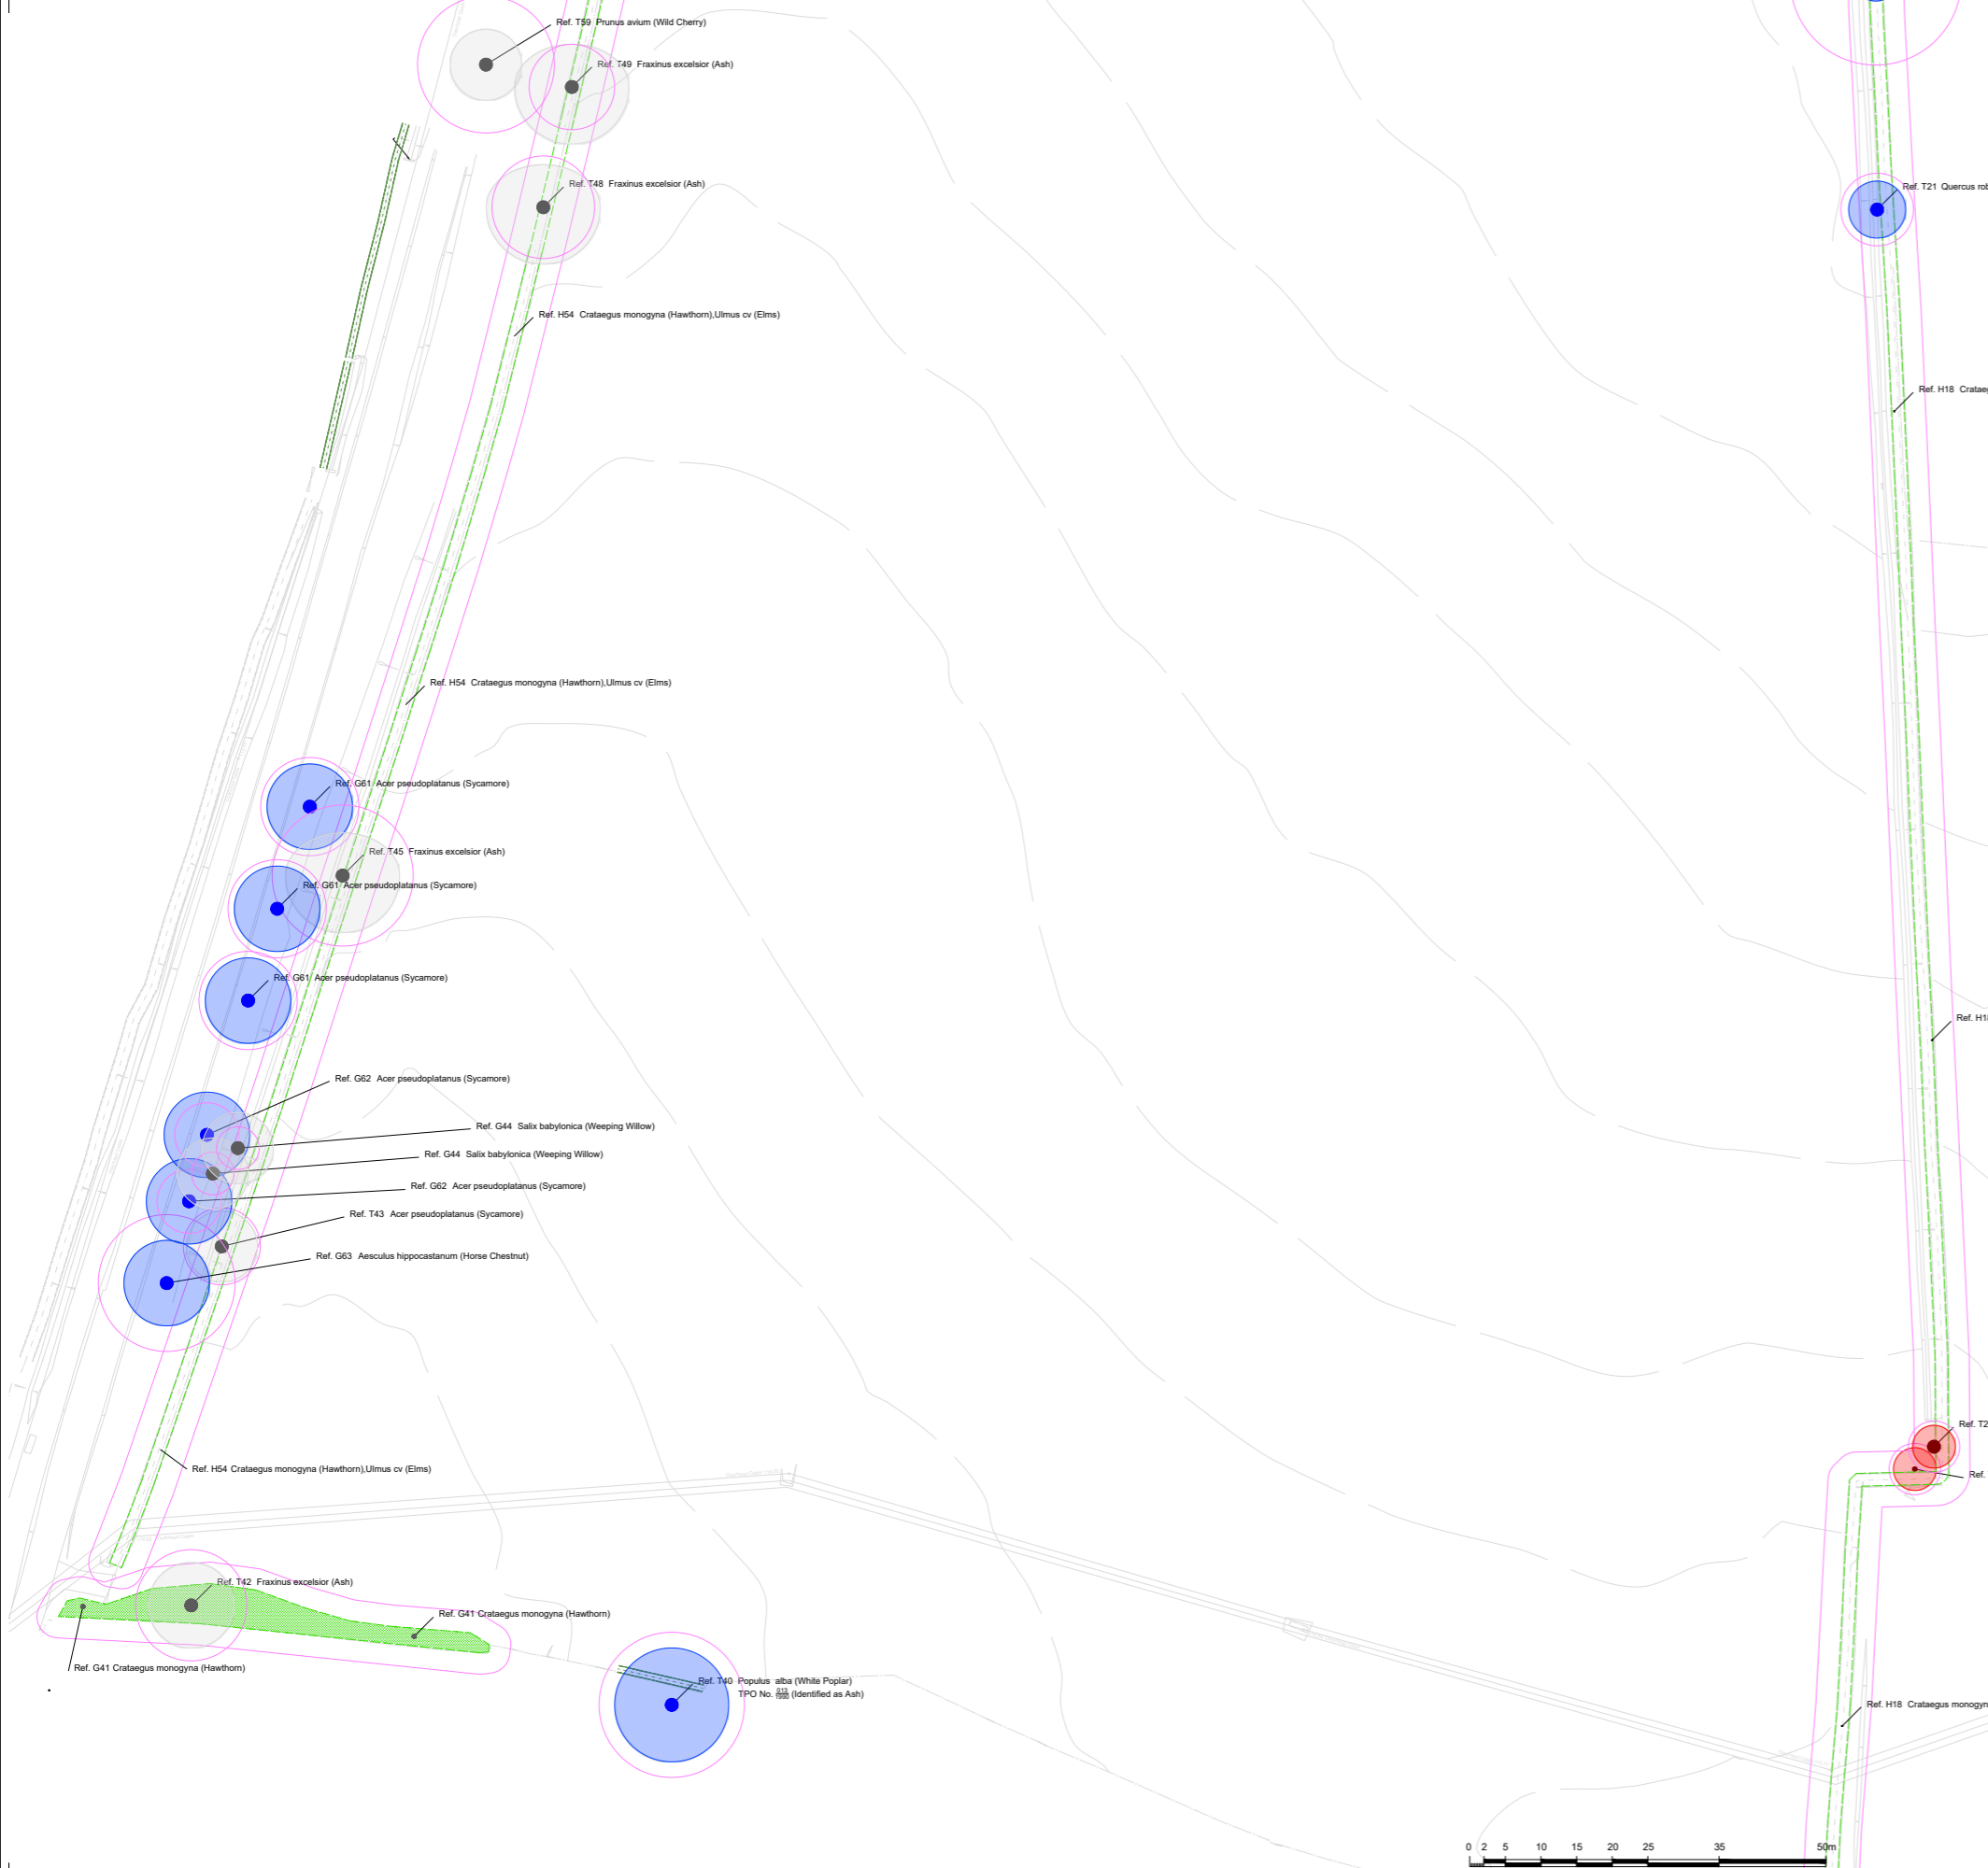 Ref. T59 Prunus avium (Wild Cherry)
Ref. T49 Fraxinus excelsior (Ash)
Ref. T48 Fraxinus excelsior (Ash)
Ref. T21 Quercus rob
Ref. H54 Crataegus monogyna (Hawthorn),Ulmus cv (Elms)
Ref. H18 Crataeg
Ref. H54 Crataegus monogyna (Hawthorn),Ulmus cv (Elms)
Ref. G61 Acer pseudoplatanus (Sycamore)
Ref. T45 Fraxinus excelsior (Ash)
Ref. G61 Acer pseudoplatanus (Sycamore)
Ref. G61 Acer pseudoplatanus (Sycamore)
Ref. H18
Ref. G62 Acer pseudoplatanus (Sycamore)
Ref. G44 Salix babylonica (Weeping Willow)
Ref. G44 Salix babylonica (Weeping Willow)
Ref. G62 Acer pseudoplatanus (Sycamore)
Ref. T43 Acer pseudoplatanus (Sycamore)
Ref. G63 Aesculus hippocastanum (Horse Chestnut)
Ref. T2
Ref. H54 Crataegus monogyna (Hawthorn),Ulmus cv (Elms)
Ref.
Ref. T42 Fraxinus excelsior (Ash)
Ref. G41 Crataegus monogyna (Hawthorn)
Ref. G41 Crataegus monogyna (Hawthorn)
Ref. T40 Populus alba (White Poplar)
TPO No. (Identified as Ash)
Ref. H18 Crataegus monogyn
0 2 5 10 15 20 25 35 50m